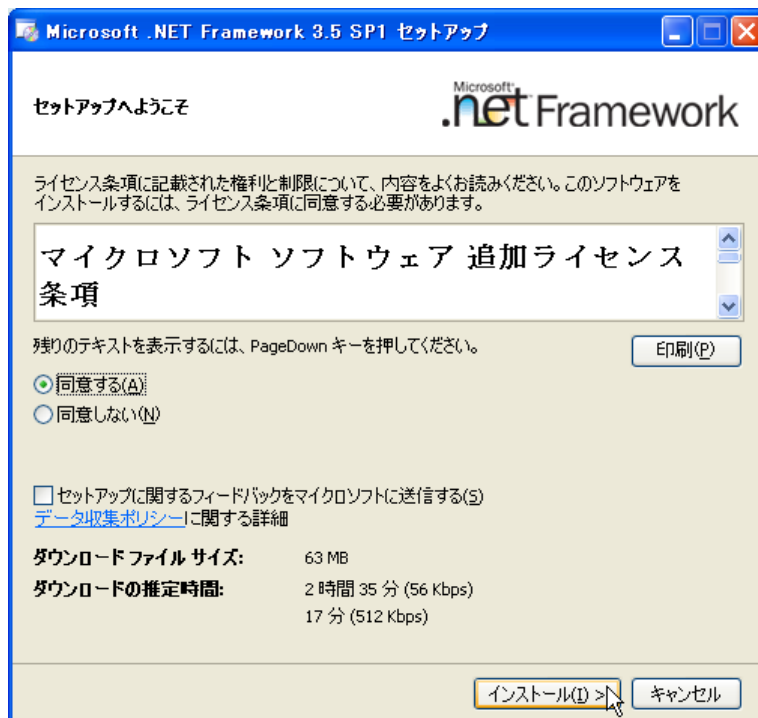 Microsoft .NET Framework 3.5 SP1 セットアップ
セットアップへようこそ
Microsoft
.net Framework
ライセンス条項に記載された権利と制限について、内容をよくお読みください。このソフトウェアを
インストールするには、ライセンス条項に同意する必要があります。
マイクロソフト ソフトウェア 追加ライセンス
条項
残りのテキストを表示するには、PageDown キーを押してください。
印刷(P)
同意する(A)
同意しない(N)
セットアップに関するフィードバックをマイクロソフトに送信する(S)
データ収集ポリシーに関する詳細
ダウンロード ファイル サイズ: 63 MB
ダウンロードの推定時間: 2 時間 35 分 (56 Kbps)
17 分 (512 Kbps)
インストール(I) > キャンセル